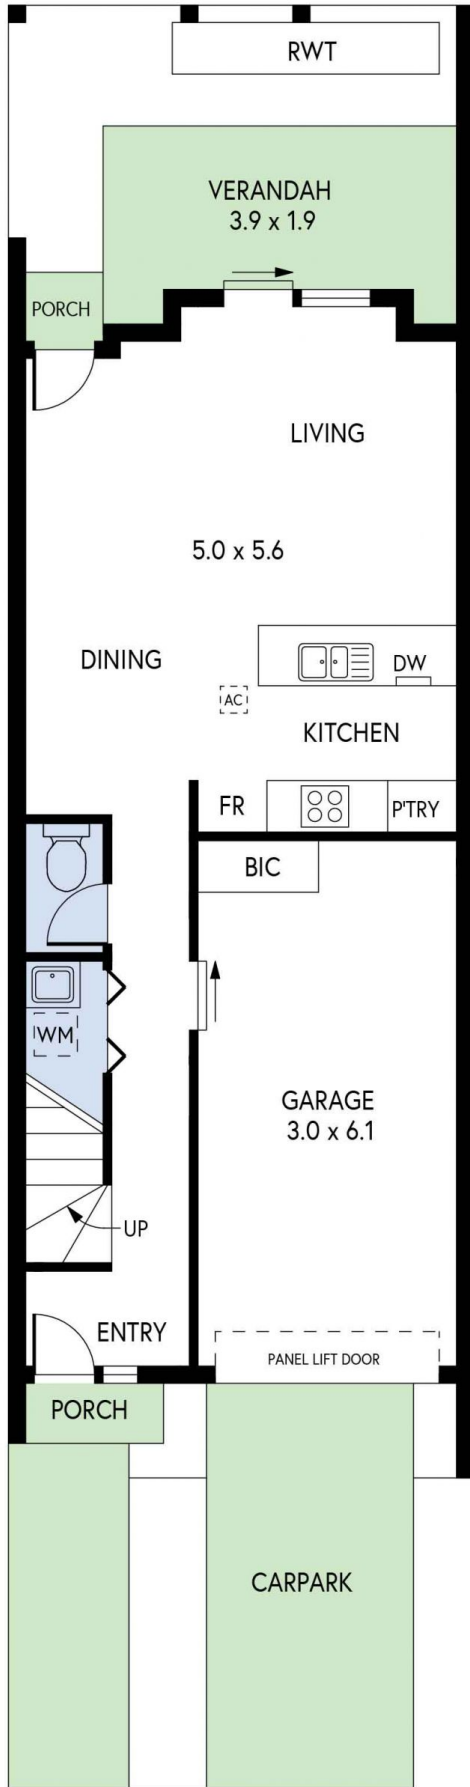 RWT
VERANDAH
3.9 x 1.9
PORCH
LIVING
5.0 x 5.6
DINING
DW
AC
KITCHEN
FR
P'TRY
BIC
WM
GARAGE
3.0 x 6.1
UP
ENTRY
PANEL LIFT DOOR
PORCH
CARPARK